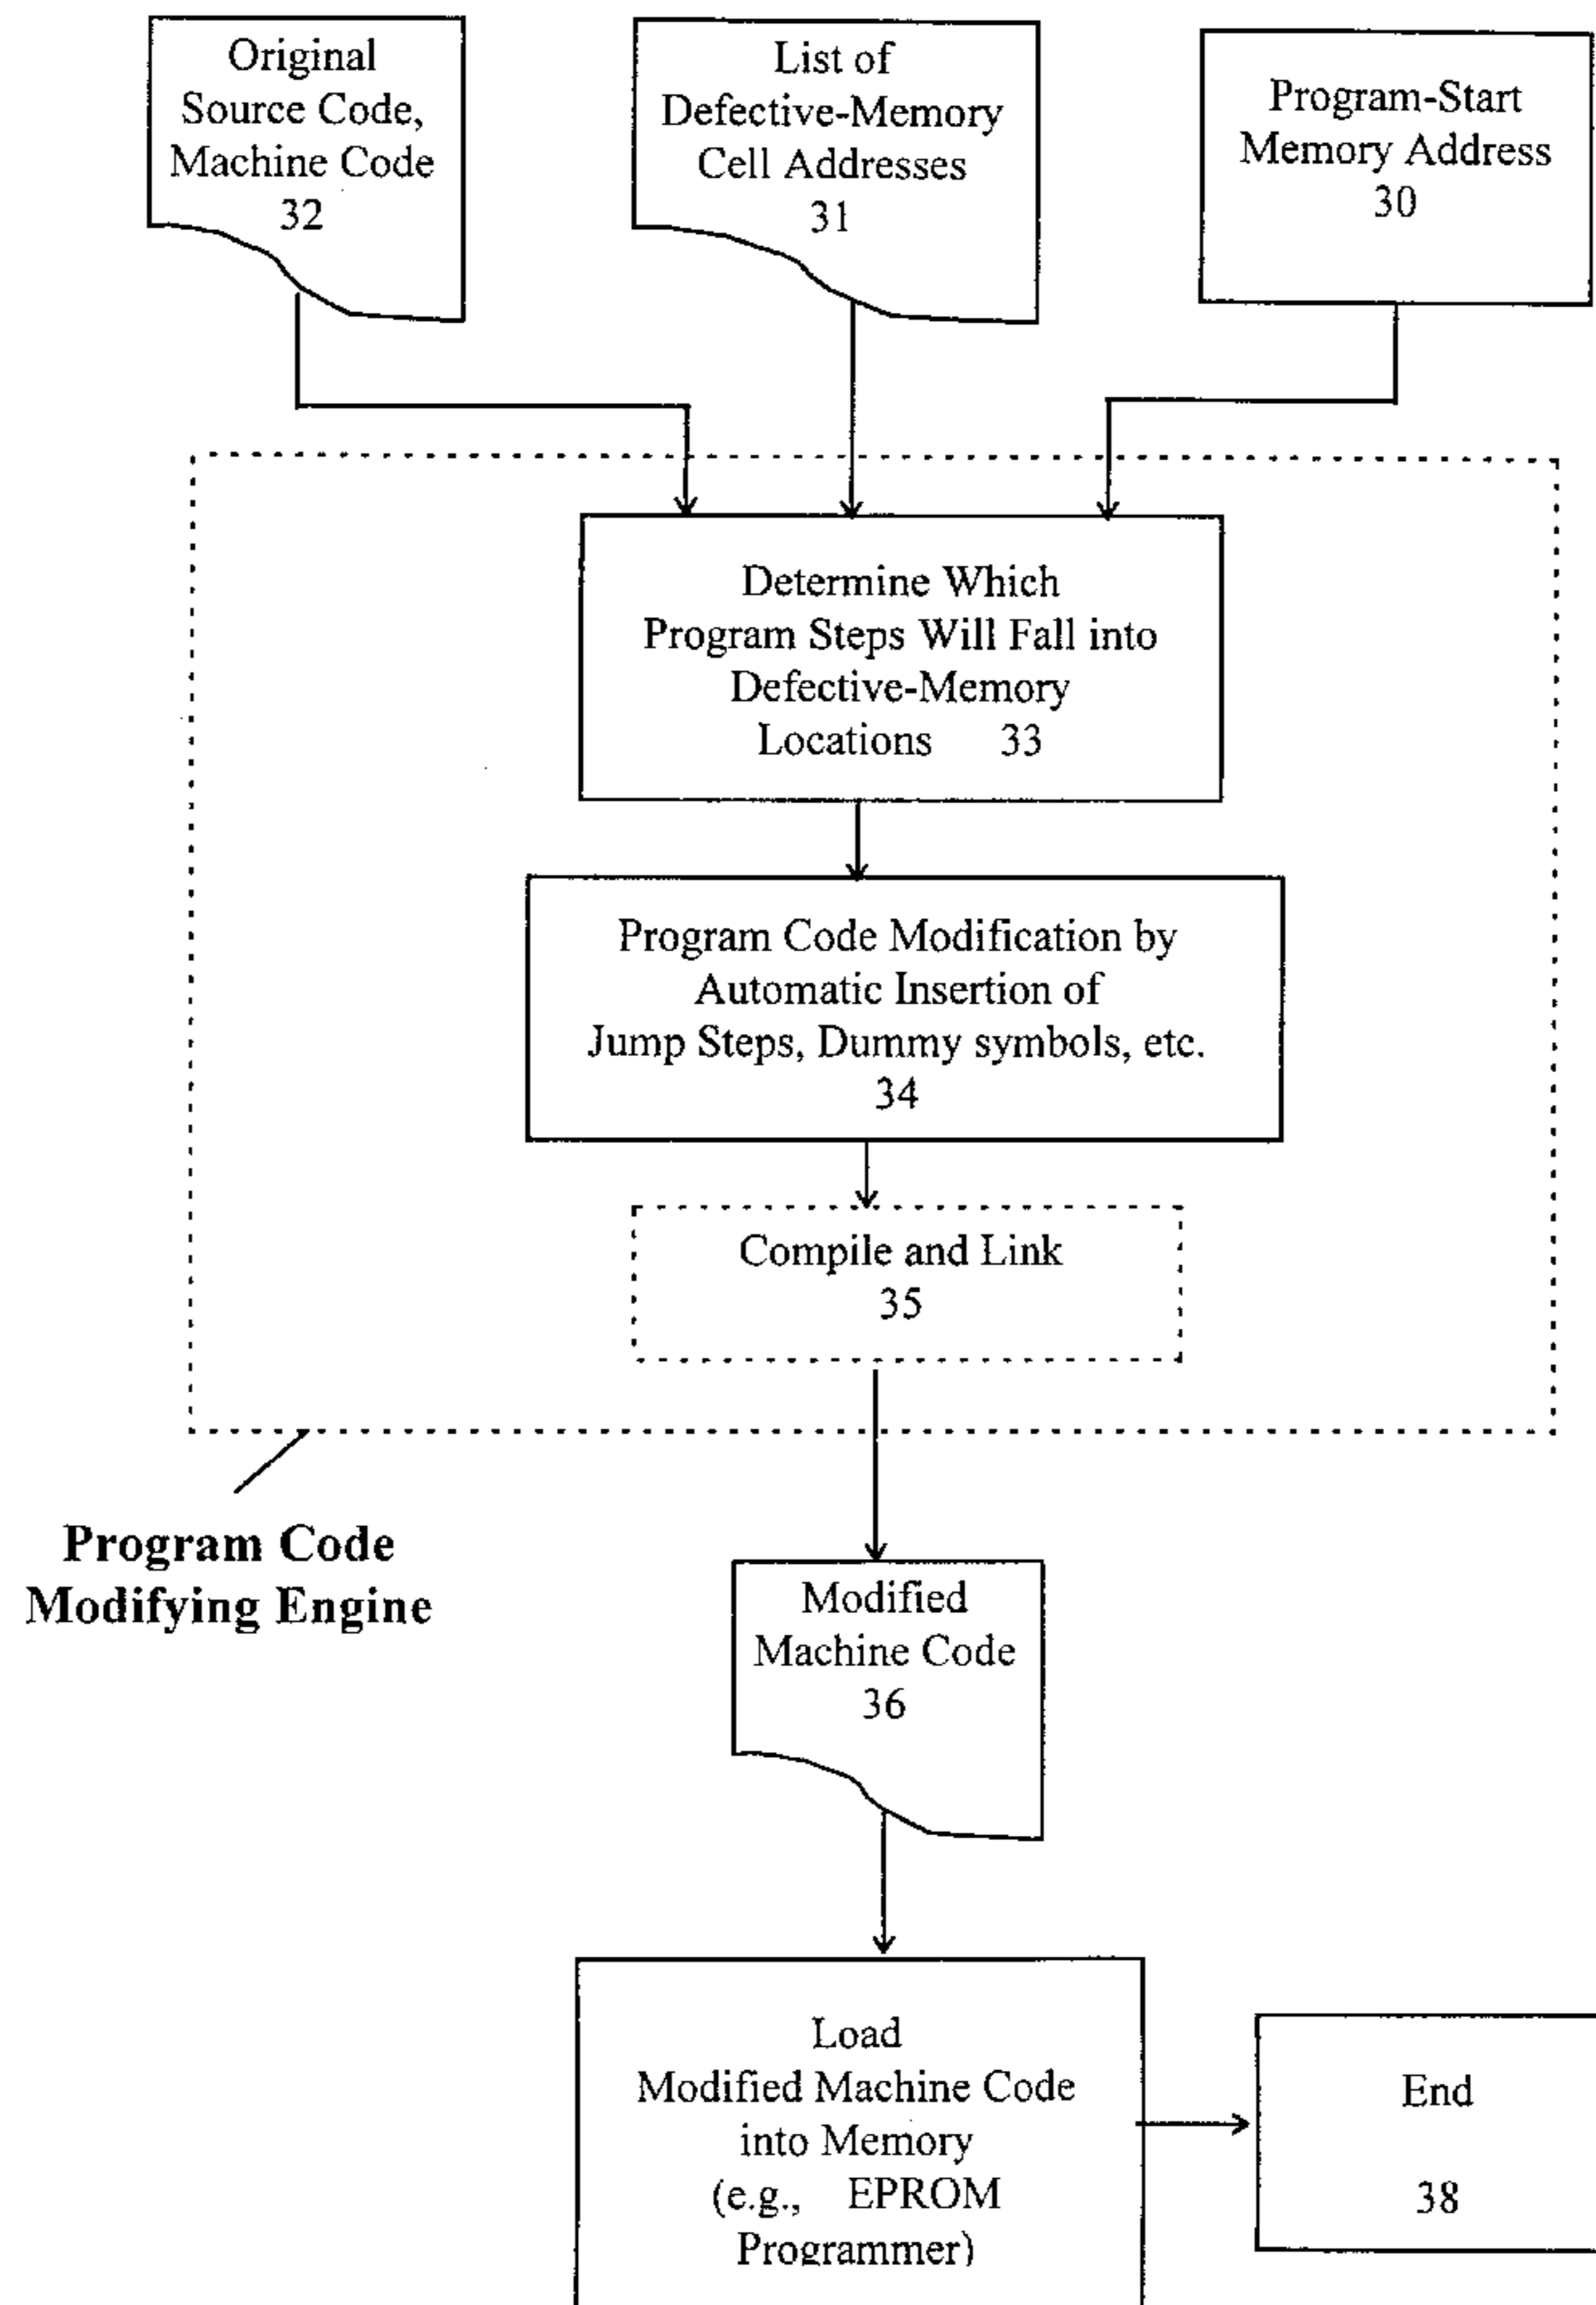 Original
Source Code,
Machine Code
32
List of
Defective-Memory
Cell Addresses
31
Program-Start
Memory Address
30
Determine Which
Program Steps Will Fall into
Defective-Memory
Locations 33
Program Code Modification by
Automatic Insertion of
Jump Steps, Dummy symbols, etc.
34
Compile and Link
35
Program Code
Modifying Engine
Modified
Machine Code
36
Load
Modified Machine Code
into Memory
(e.g., EPROM
Programmer)
End
38